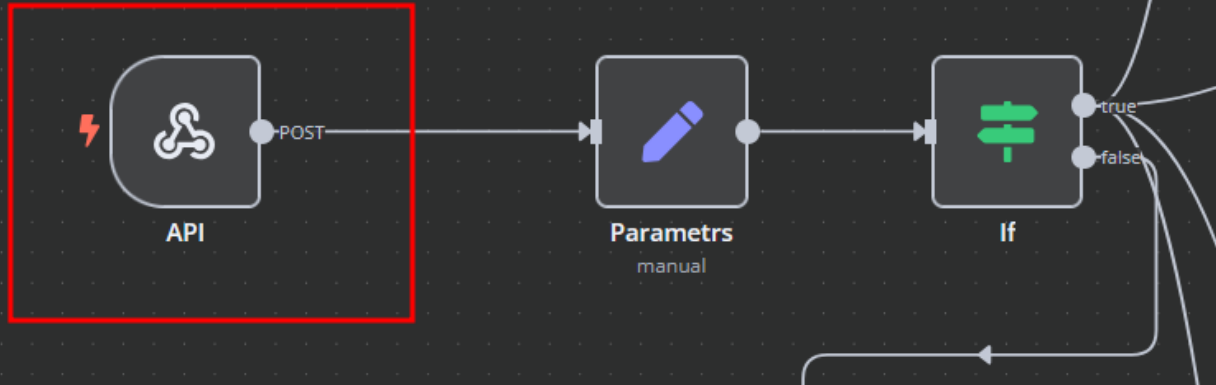 POST
true
false
API
Parametrs
manual
If